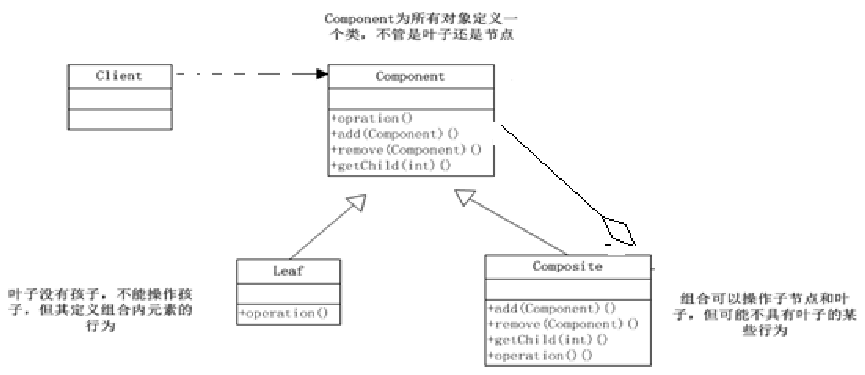 Component为所有对象定义一
个类，不管是叶子还是节点
Client
Component
+opration()
+add(Component)()
+remove(Component)()
+getChild(int)()
Leaf
+operation()
Composite
+add(Component)()
+remove(Component)()
+getChild(int)()
+operation()()
叶子没有孩子，不能操作孩
子，但其定义组合内元素的
行为
组合可以操作子节点和叶
子，但可能不具有叶子的某
些行为